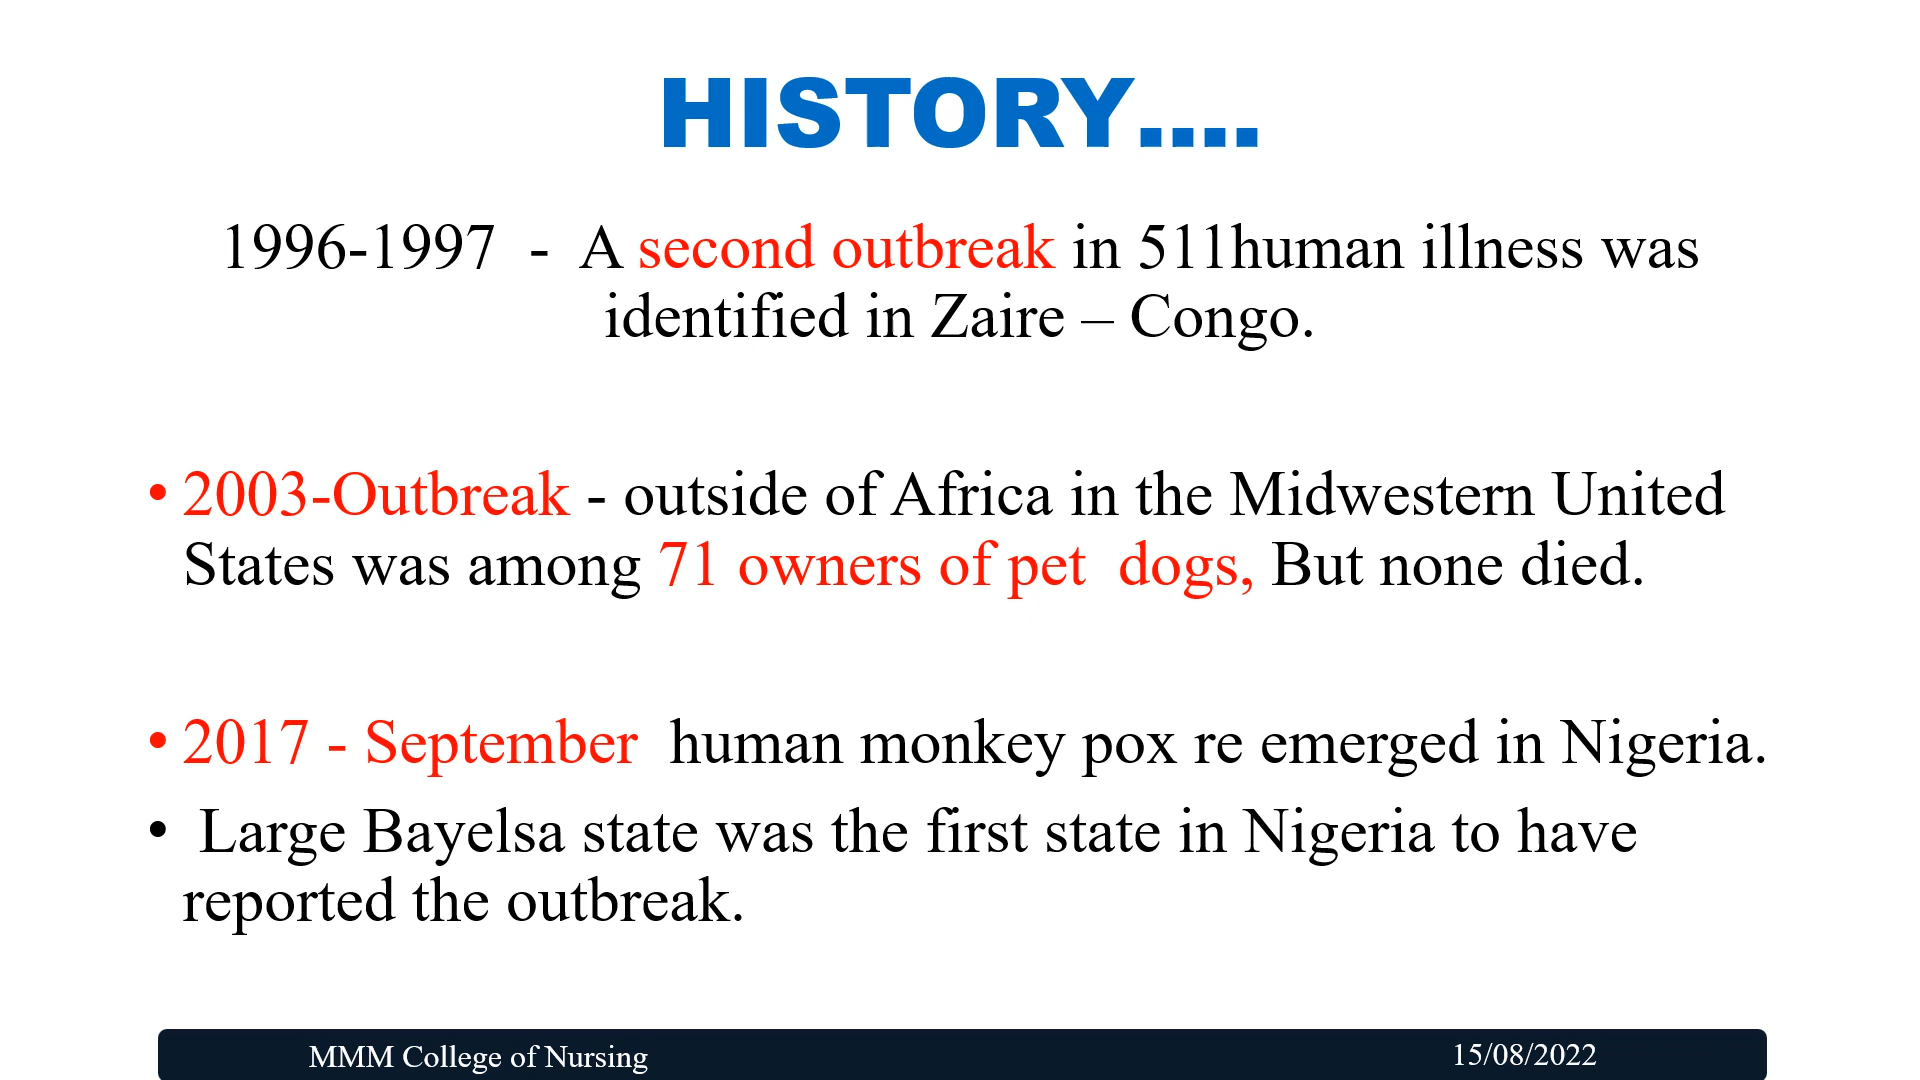 HISTORY....
1996-1997 - A second outbreak in 511human illness was
identified in Zaire – Congo.
• 2003-Outbreak - outside of Africa in the Midwestern United
States was among 71 owners of pet dogs, But none died.
• 2017 - September human monkey pox re emerged in Nigeria.
• Large Bayelsa state was the first state in Nigeria to have
reported the outbreak.
MMM College of Nursing
15/08/2022